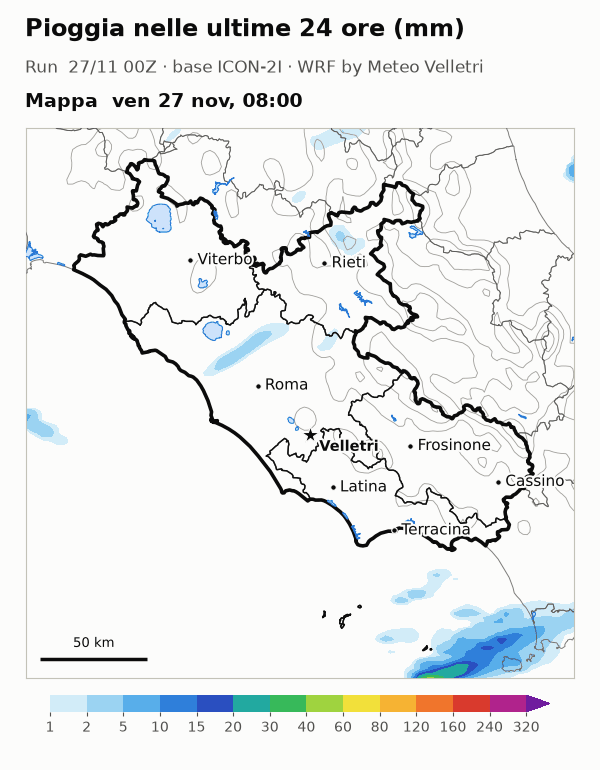 Pioggia nelle ultime 24 ore (mm)
Run 27/11 00Z · base ICON-2I · WRF by Meteo Velletri
Mappa ven 27 nov, 08:00
Viterbo
Rieti
Roma
Velletri
Frosinone
Latina
Cassino
Terracina
50 km
1 2 5 10 15 20 30 40 60 80 120 160 240 320